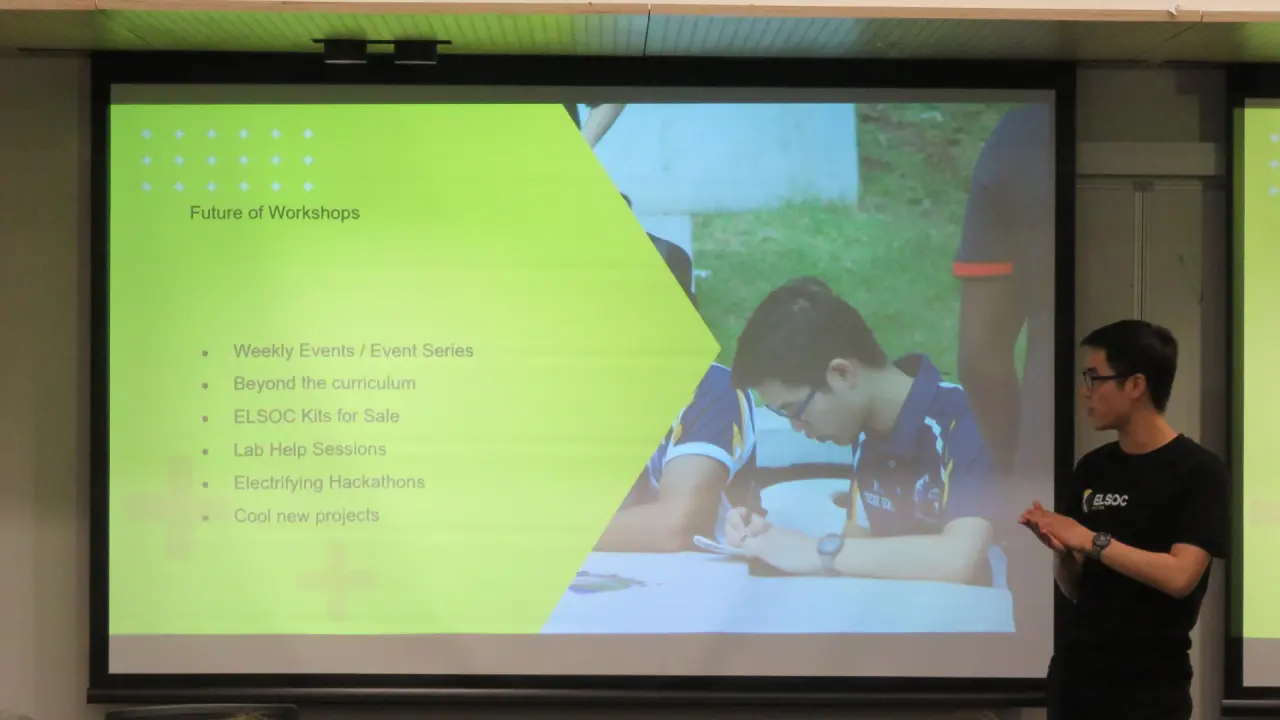 Future of Workshops
Weekly Events / Event Series
Beyond the curriculum
ELSOC Kits for Sale
Lab Help Sessions
Electrifying Hackathons
Cool new projects
ELSOC